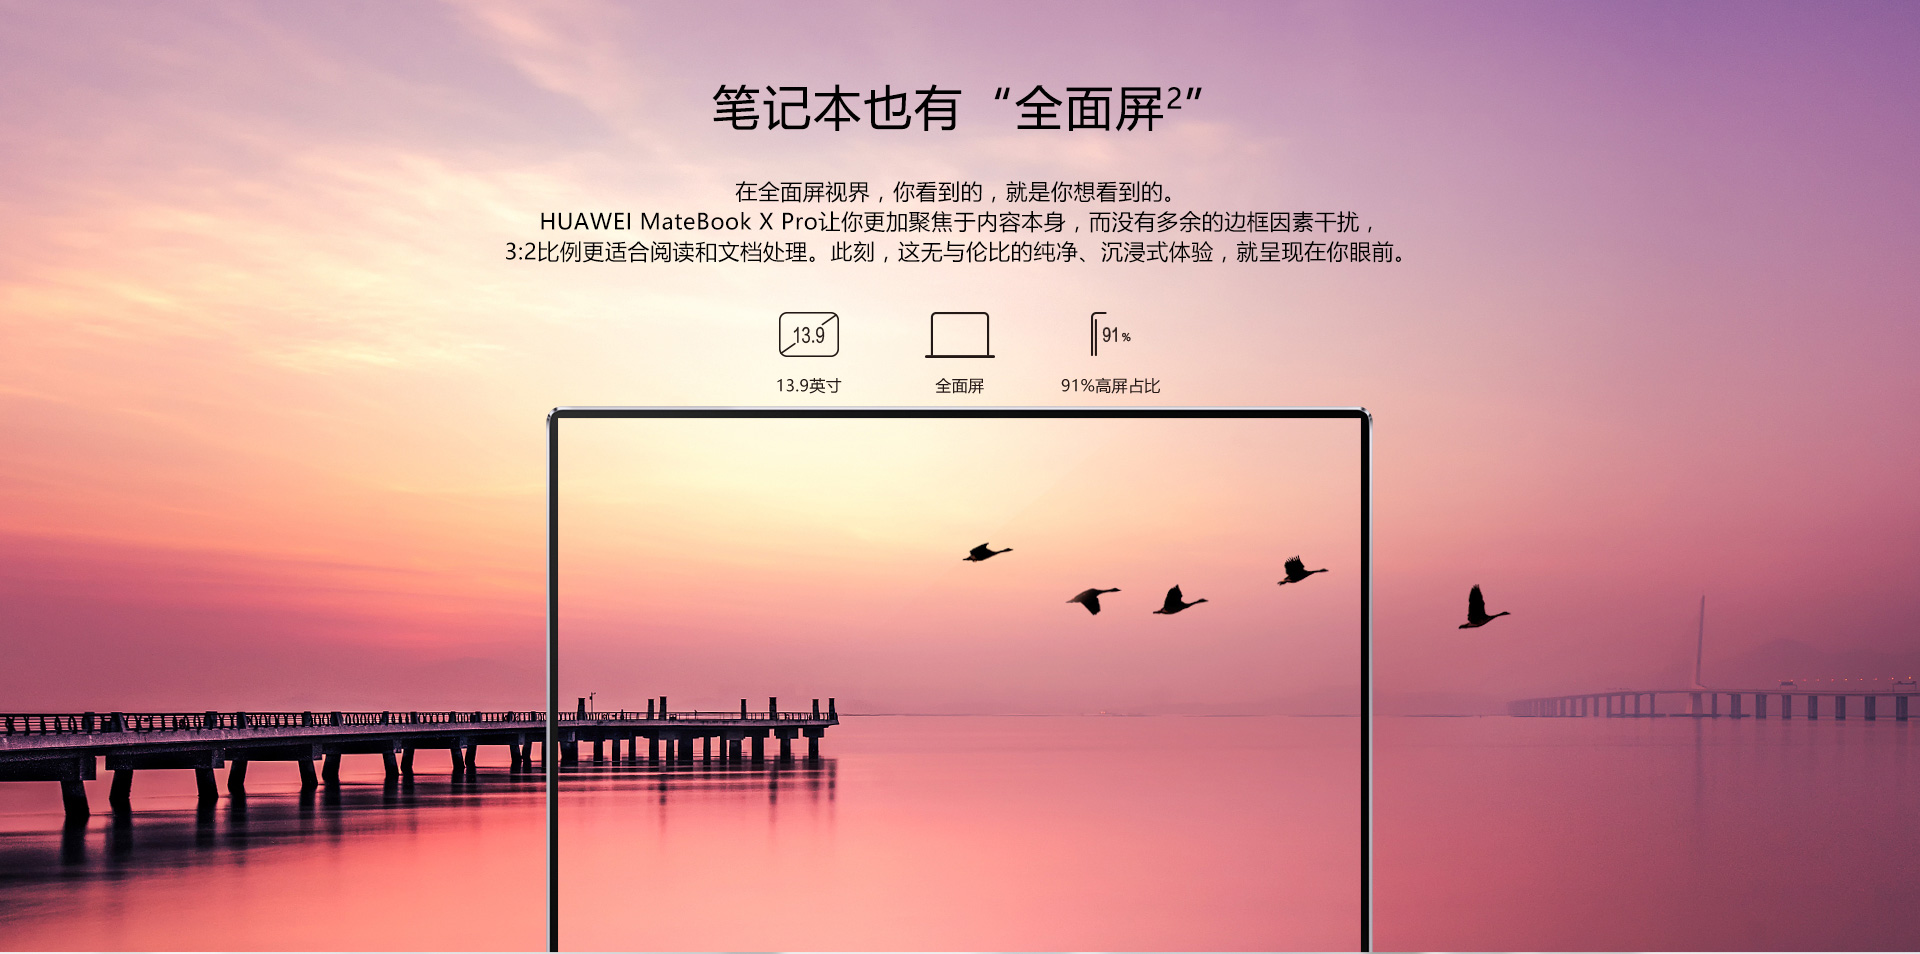 笔记本也有“全面屏²”
在全面屏视界，你看到的，就是你想看到的。
HUAWEI MateBook X Pro让你更加聚焦于内容本身，而没有多余的边框因素干扰，
3:2比例更适合阅读和文档处理。此刻，这无与伦比的纯净、沉浸式体验，就呈现在你眼前。
13.9
91%
13.9英寸
全面屏
91%高屏占比